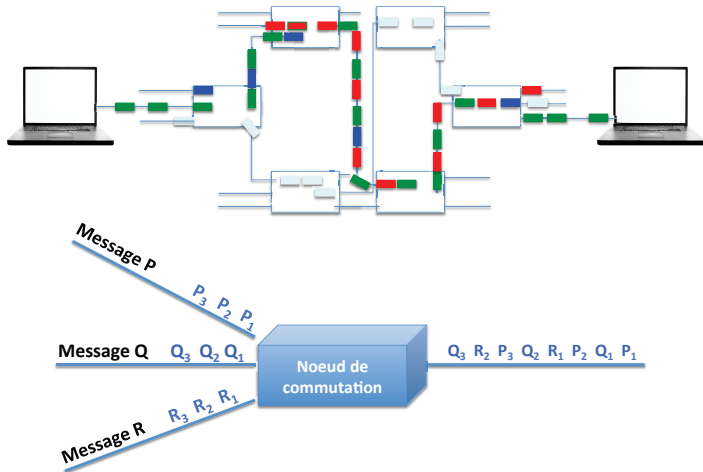 Message P
P₃ P₂ P₁
Message Q Q₃ Q₂ Q₁
Noeud de
commutation
Q₃ R₂ P₃ Q₂ R₁ P₂ Q₁ P₁
Message R R₃ R₂ R₁